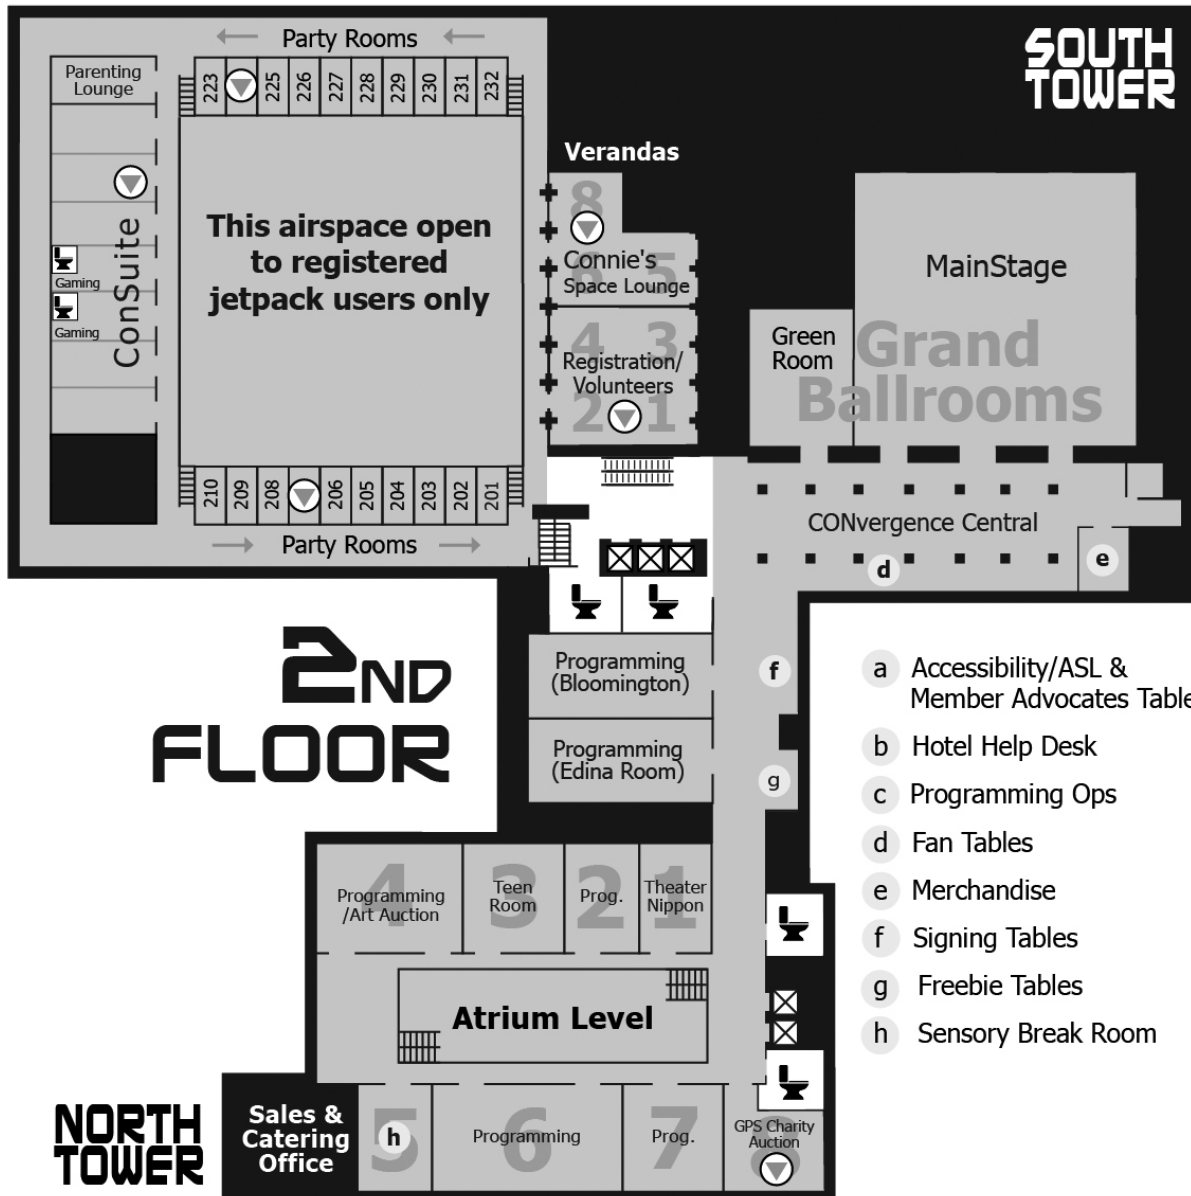 Party Rooms
SOUTH
TOWER
Parenting
Lounge
223
225
226
227
228
229
230
231
232
Verandas
8
Connie's
6
5
Space Lounge
This airspace open
to registered
jetpack users only
ConSuite
Gaming
Gaming
4
3
Registration/
Volunteers
2
1
MainStage
Green
Room
Grand
Ballrooms
210
209
208
206
205
204
203
202
201
Party Rooms
CONvergence Central
d
e
2ND
FLOOR
Programming
(Bloomington)
f
Programming
(Edina Room)
g
a Accessibility/ASL &
Member Advocates Table
b Hotel Help Desk
c Programming Ops
d Fan Tables
e Merchandise
f Signing Tables
g Freebie Tables
h Sensory Break Room
4
Programming
/Art Auction
3
Teen
Room
2
Prog.
1
Theater
Nippon
Atrium Level
NORTH
TOWER
Sales &
Catering
Office
5
h
6
Programming
7
Prog.
8
GPS Charity
Auction